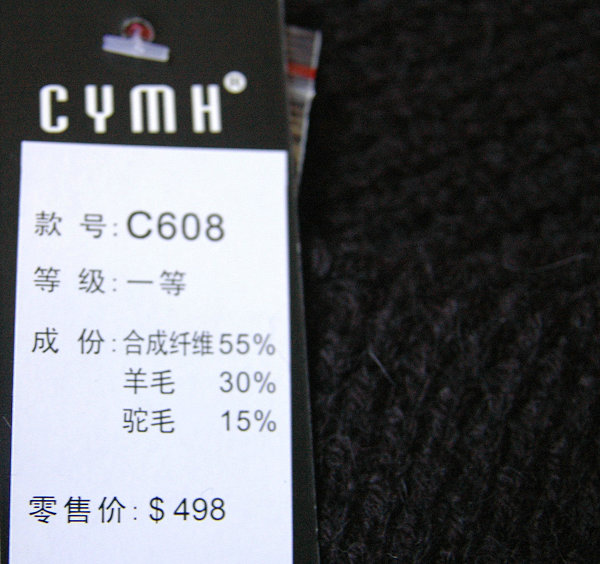 CYMH®
款 号: C608
等 级: 一等
成 份: 合成纤维 55%
羊毛 30%
驼毛 15%
零售价: $ 498